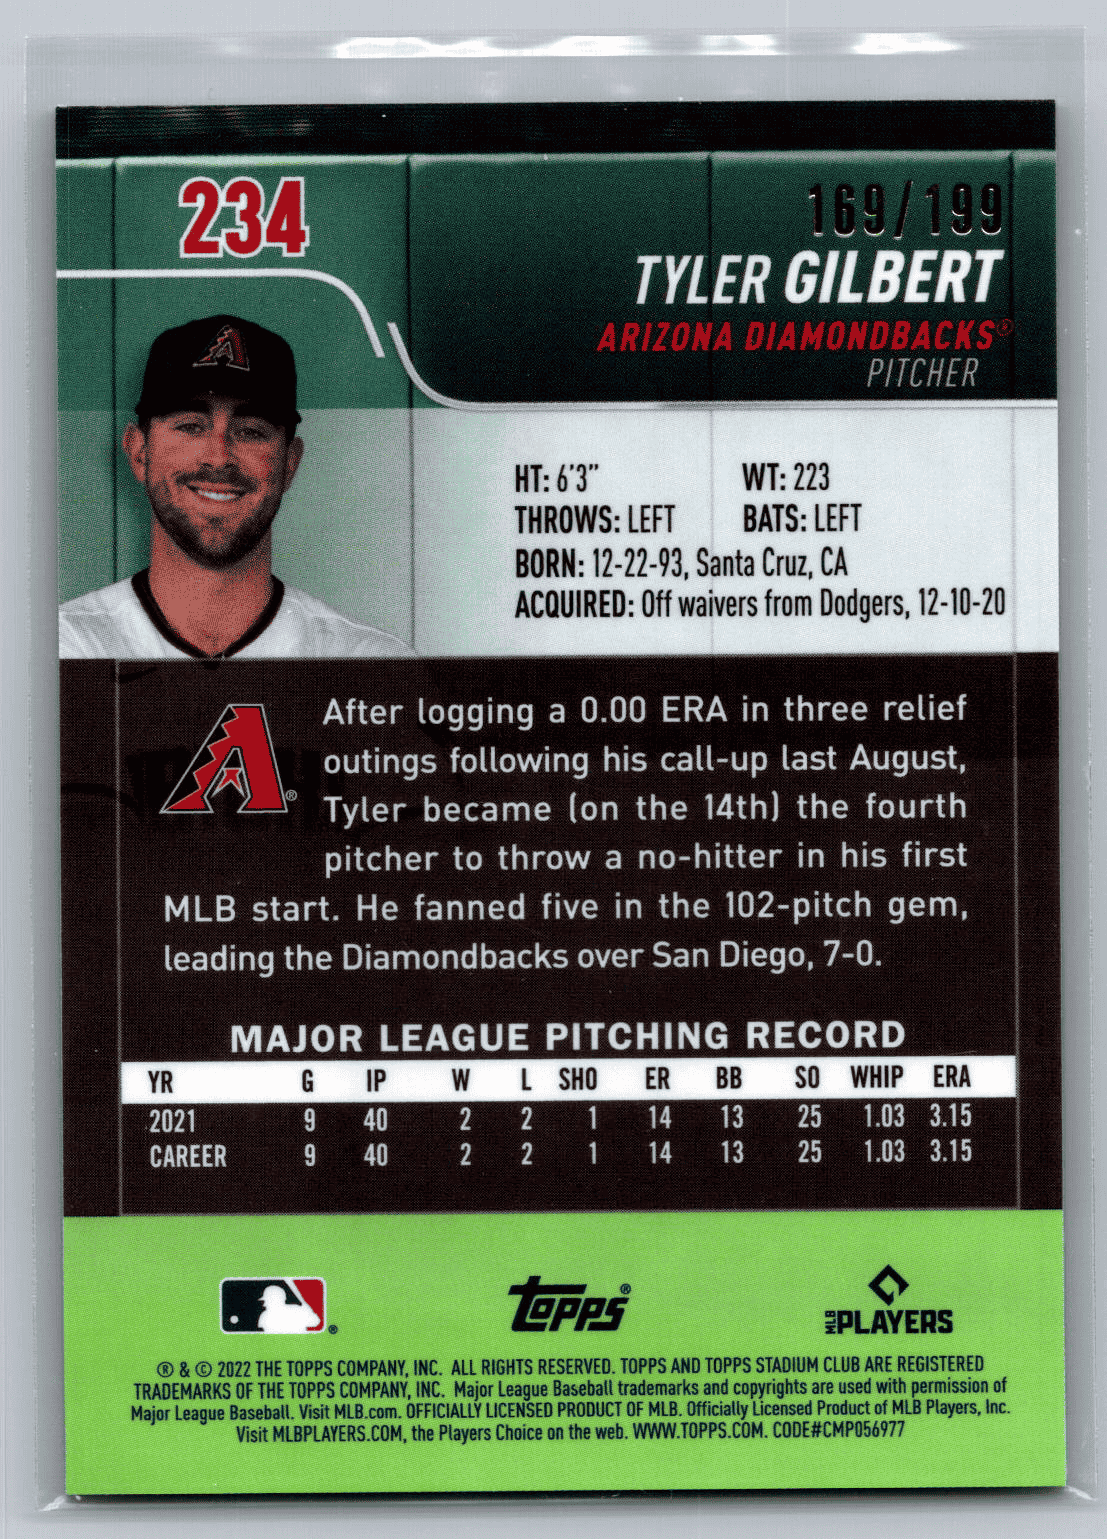 234
169/199
TYLER GILBERT
ARIZONA DIAMONDBACKS®
PITCHER
HT: 6'3" WT: 223
THROWS: LEFT BATS: LEFT
BORN: 12-22-93, Santa Cruz, CA
ACQUIRED: Off waivers from Dodgers, 12-10-20
After logging a 0.00 ERA in three relief
outings following his call-up last August,
Tyler became (on the 14th) the fourth
pitcher to throw a no-hitter in his first
MLB start. He fanned five in the 102-pitch gem,
leading the Diamondbacks over San Diego, 7-0.
MAJOR LEAGUE PITCHING RECORD
YR G IP W L SHO ER BB SO WHIP ERA
2021 9 40 2 2 1 14 13 25 1.03 3.15
CAREER 9 40 2 2 1 14 13 25 1.03 3.15
Topps®
MLB PLAYERS
® & © 2022 THE TOPPS COMPANY, INC. ALL RIGHTS RESERVED. TOPPS AND TOPPS STADIUM CLUB ARE REGISTERED
TRADEMARKS OF THE TOPPS COMPANY, INC. Major League Baseball trademarks and copyrights are used with permission of
Major League Baseball. Visit MLB.com. OFFICIALLY LICENSED PRODUCT OF MLB. Officially Licensed Product of MLB Players, Inc.
Visit MLBPLAYERS.COM, the Players Choice on the web. WWW.TOPPS.COM. CODE#CMP056977